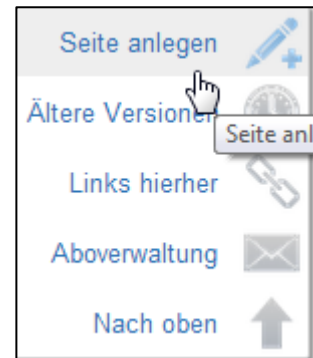 Seite anlegen
Ältere Versionen
Seite anl
Links hierher
Aboverwaltung
Nach oben